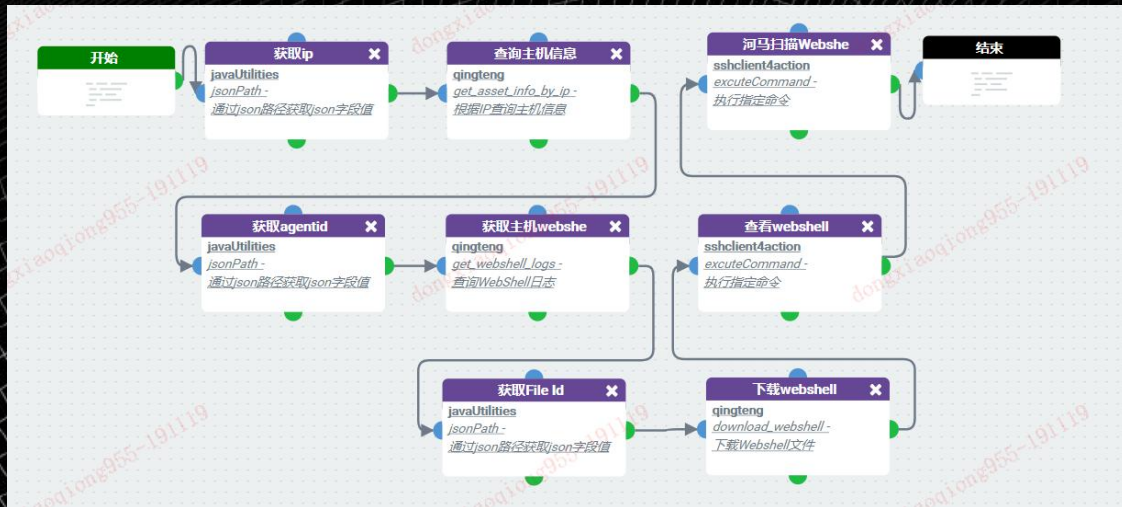 开始
获取ip
javaUtilities
jsonPath -
通过json路径获取json字段值
查询主机信息
qingteng
get_asset_info_by_ip -
根据IP查询主机信息
河马扫描Webshe
sshclient4action
excuteCommand -
执行指定命令
结束
获取agentid
javaUtilities
jsonPath -
通过json路径获取json字段值
获取主机webshe
qingteng
get_webshell_logs -
查询WebShell日志
查看webshell
sshclient4action
excuteCommand -
执行指定命令
获取File Id
javaUtilities
jsonPath -
通过json路径获取json字段值
下载webshell
qingteng
download_webshell -
下载Webshell文件
dongxiaoqiong955-191119